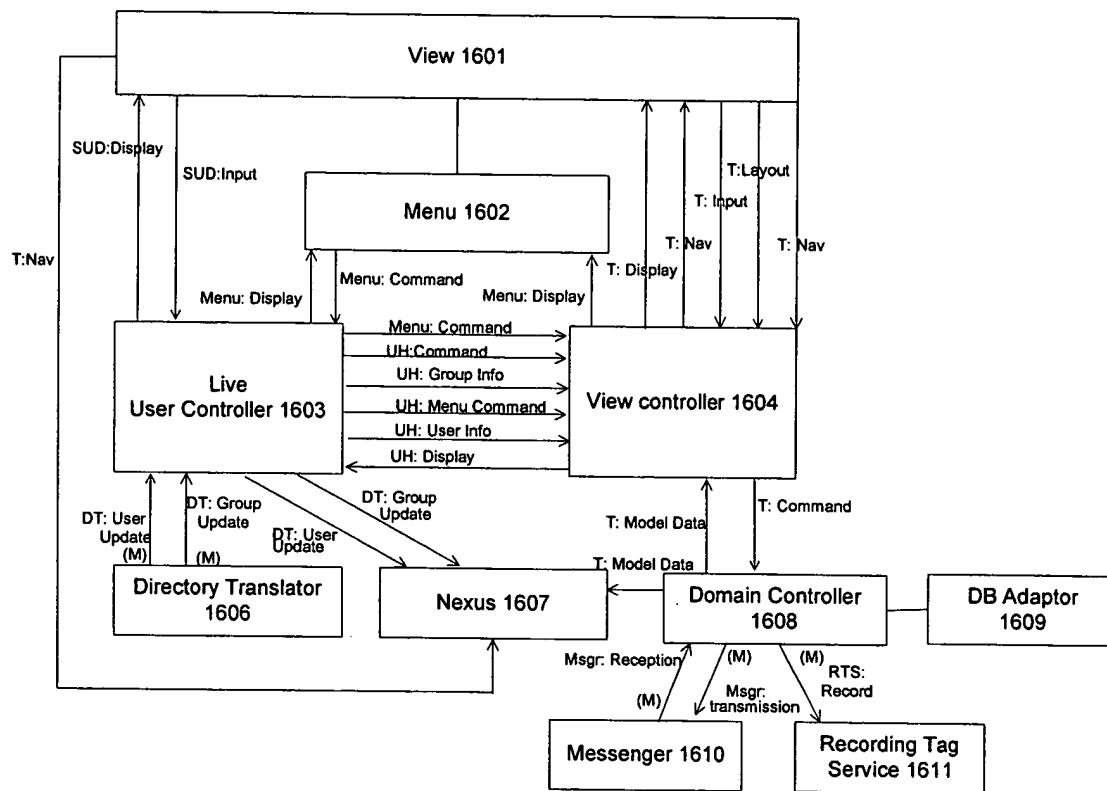 View 1601
SUD:Display
SUD:Input
T:Layout
T: Input
Menu 1602
T:Nav
T: Nav
T: Nav
T: Display
Menu: Command
Menu: Display
Menu: Display
Menu: Command
UH:Command
Live
User Controller 1603
UH: Group Info
View controller 1604
UH: Menu Command
UH: User Info
UH: Display
DT: Group
Update
DT: Group
Update
T: Command
DT: User
Update
T: Model Data
DT: User
Update
(M)
(M)
T: Model Data
Directory Translator
1606
Nexus 1607
Domain Controller
1608
DB Adaptor
1609
Msgr: Reception
(M)
(M)
RTS:
Record
(M)
Msgr:
transmission
Messenger 1610
Recording Tag
Service 1611